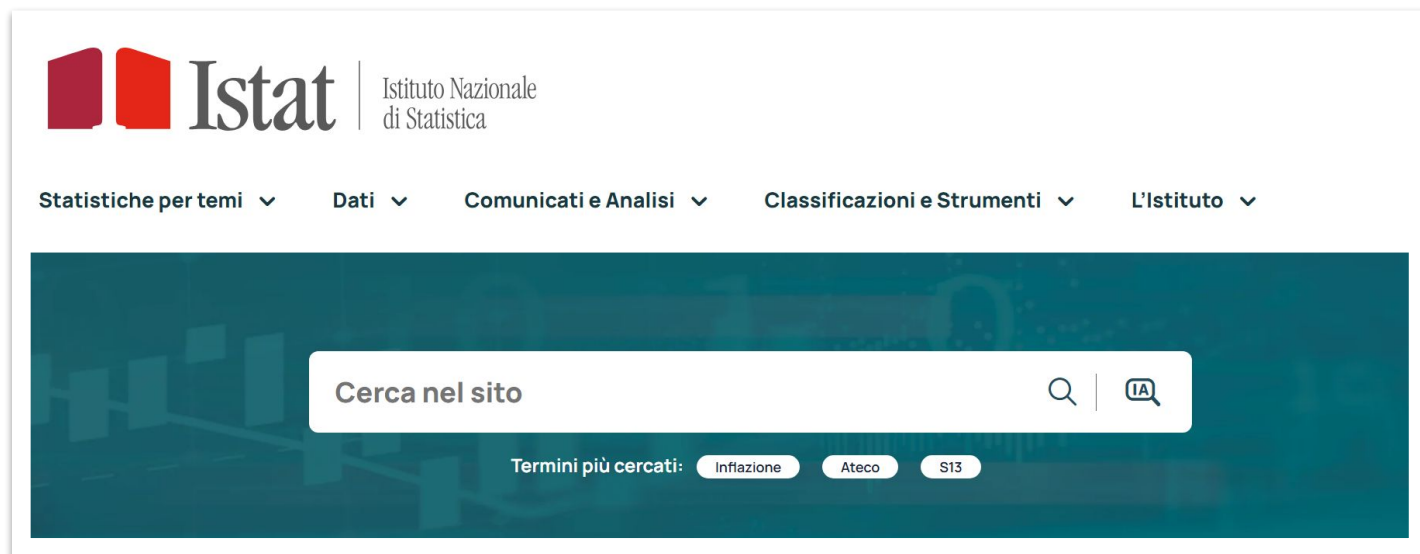 Istat
Istituto Nazionale
di Statistica
Statistiche per temi Dati Comunicati e Analisi Classificazioni e Strumenti L’Istituto
Cerca nel sito IA
Termini più cercati: Inflazione Ateco S13